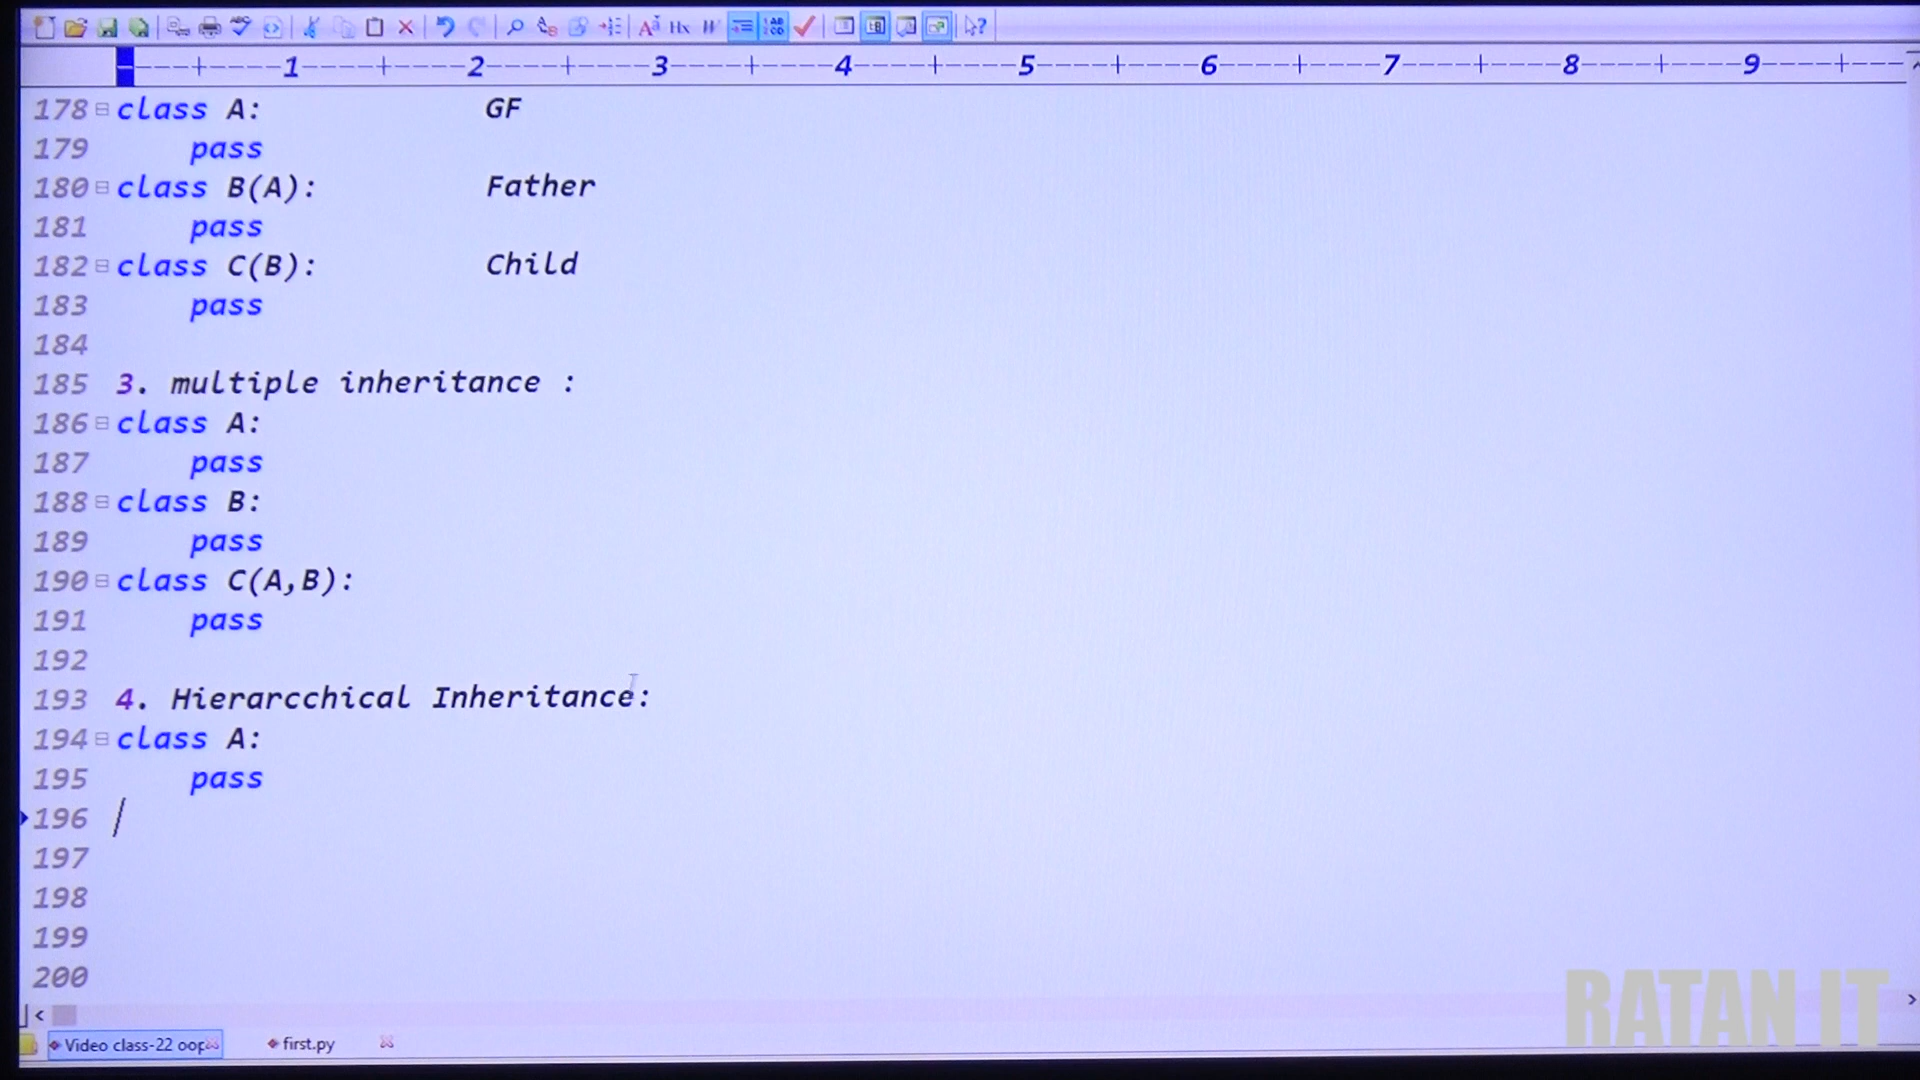 1 2 3 4 5 6 7 8 9
178 class A: GF
179 pass
180 class B(A): Father
181 pass
182 class C(B): Child
183 pass
184
185 3. multiple inheritance :
186 class A:
187 pass
188 class B:
189 pass
190 class C(A,B):
191 pass
192
193 4. Hierarcchical Inheritance:
194 class A:
195 pass
196
197
198
199
200
RATAN IT
Video class-22 oop first.py